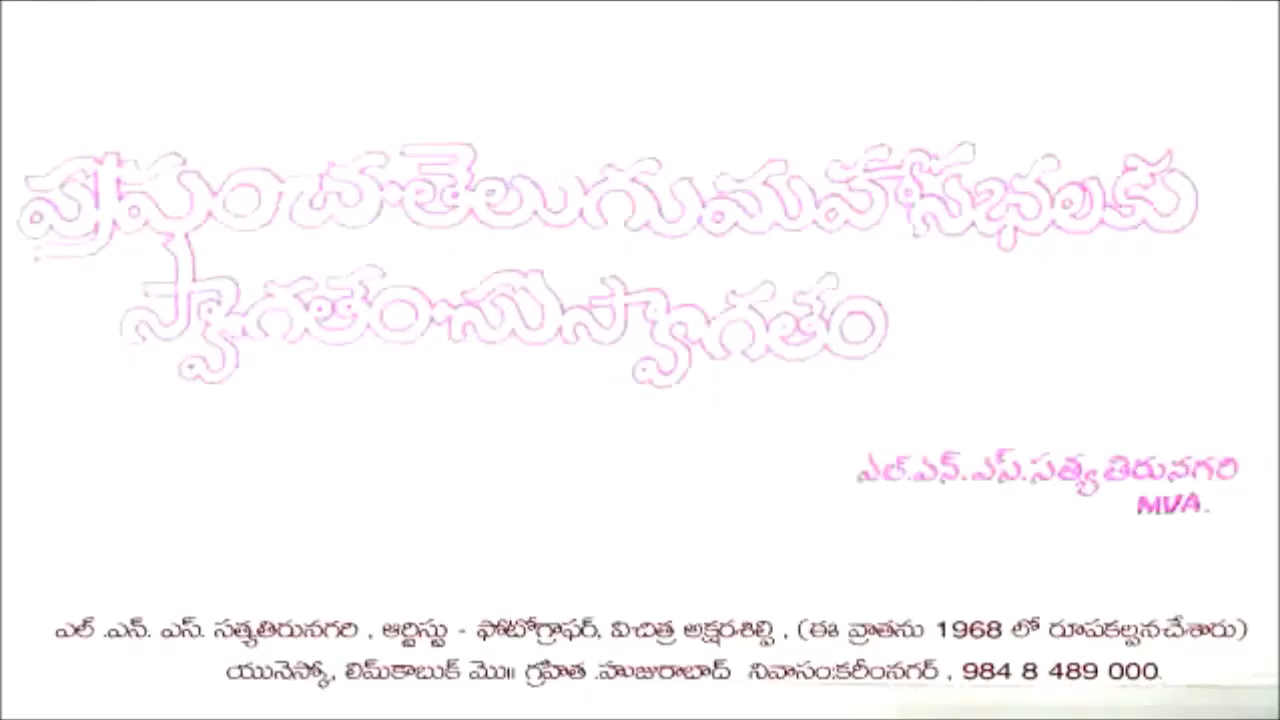 ప్రపంచ తెలుగు మహాసభలకు
స్వాగతం సుస్వాగతం
ఎల్.ఎన్.ఎస్.సత్య తిరునగరి
MVA.
ఎల్ .ఎన్. ఎస్. సత్యతిరునగరి , ఆర్టిస్టు - ఫోటోగ్రాఫర్, విచిత్ర అక్షరశిల్పి , (ఈ వ్రాతను 1968 లో రూపకల్పనచేశారు)
యునెస్కో, లిమ్‌కాబుక్ మొ॥ గ్రహీత .హుజురాబాద్ నివాసం:కరీంనగర్ , 984 8 489 000.